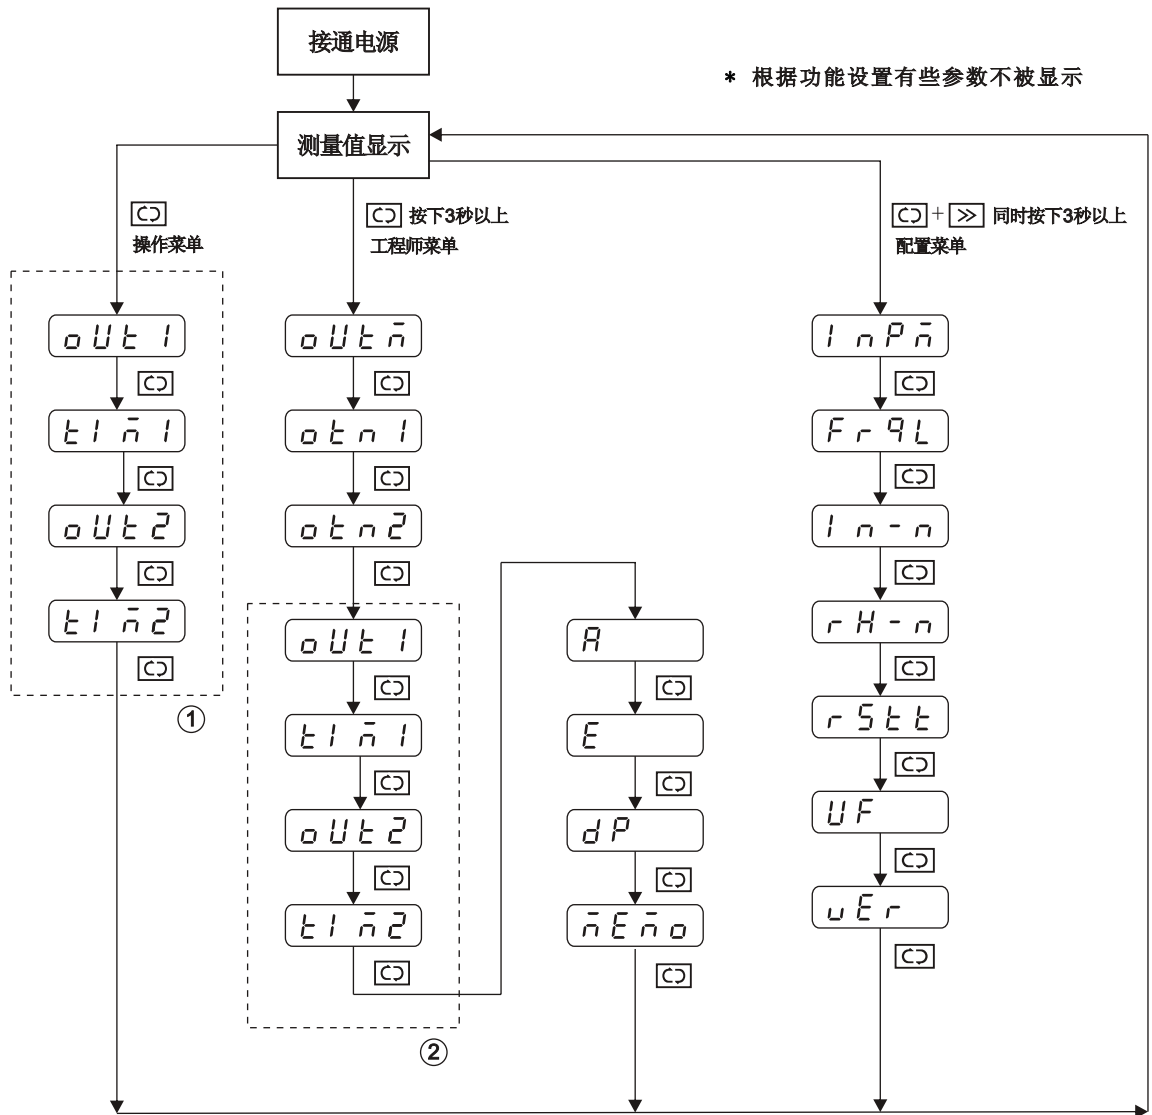 接通电源
* 根据功能设置有些参数不被显示
测量值显示
操作菜单
按下3秒以上
工程师菜单
+ 同时按下3秒以上
配置菜单
oUt1
tIm1
oUt2
tIm2
①
oUtm
otn1
otn2
oUt1
tIm1
oUt2
tIm2
②
A
E
dP
mEmo
InPm
FrqL
In-n
rH-n
rStt
UF
uEr